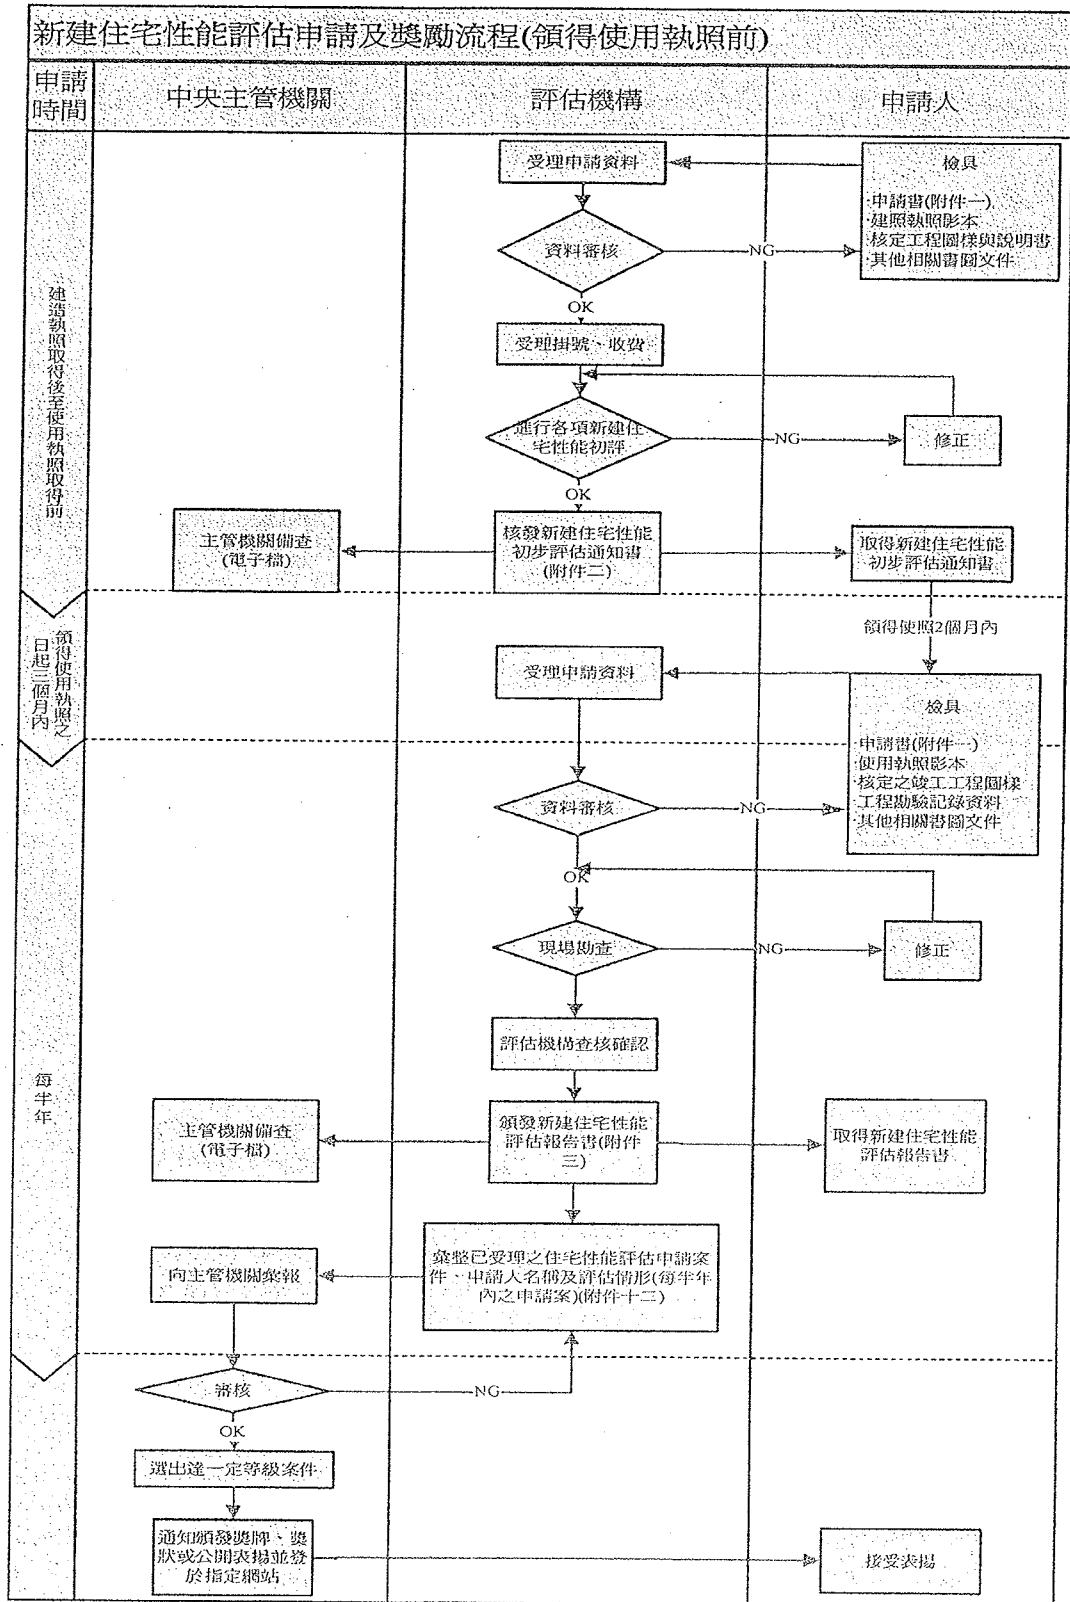 新建住宅性能評估申請及獎勵流程(領得使用執照前)
申請
時間
中央主管機關
評估機構
申請人
建造執照取得後至使用執照取得前
受理申請資料
檢具
·申請書(附件一)
·建照執照影本
·核定工程圖樣與說明書
·其他相關書圖文件
資料審核
NG
OK
受理掛號、收費
進行各項新建住
宅性能初評
NG
修正
OK
主管機關備查
(電子檔)
核發新建住宅性能
初步評估通知書
(附件二)
取得新建住宅性能
初步評估通知書
領得使用執照之
日起三個月內
領得使照2個月內
受理申請資料
檢具
·申請書(附件一)
·使用執照影本
·核定之竣工工程圖樣
·工程勘驗記錄資料
·其他相關書圖文件
每半年
資料審核
NG
OK
現場勘查
NG
修正
評估機構查核確認
主管機關備查
(電子檔)
頒發新建住宅性能
評估報告書(附件
三)
取得新建住宅性能
評估報告書
向主管機關彙報
彙整已受理之住宅性能評估申請案
件、申請人名稱及評估情形(每半年
內之申請案)(附件十二)
審核
NG
OK
選出達一定等級案件
通知頒發獎牌、獎
狀或公開表揚並登
於指定網站
接受表揚